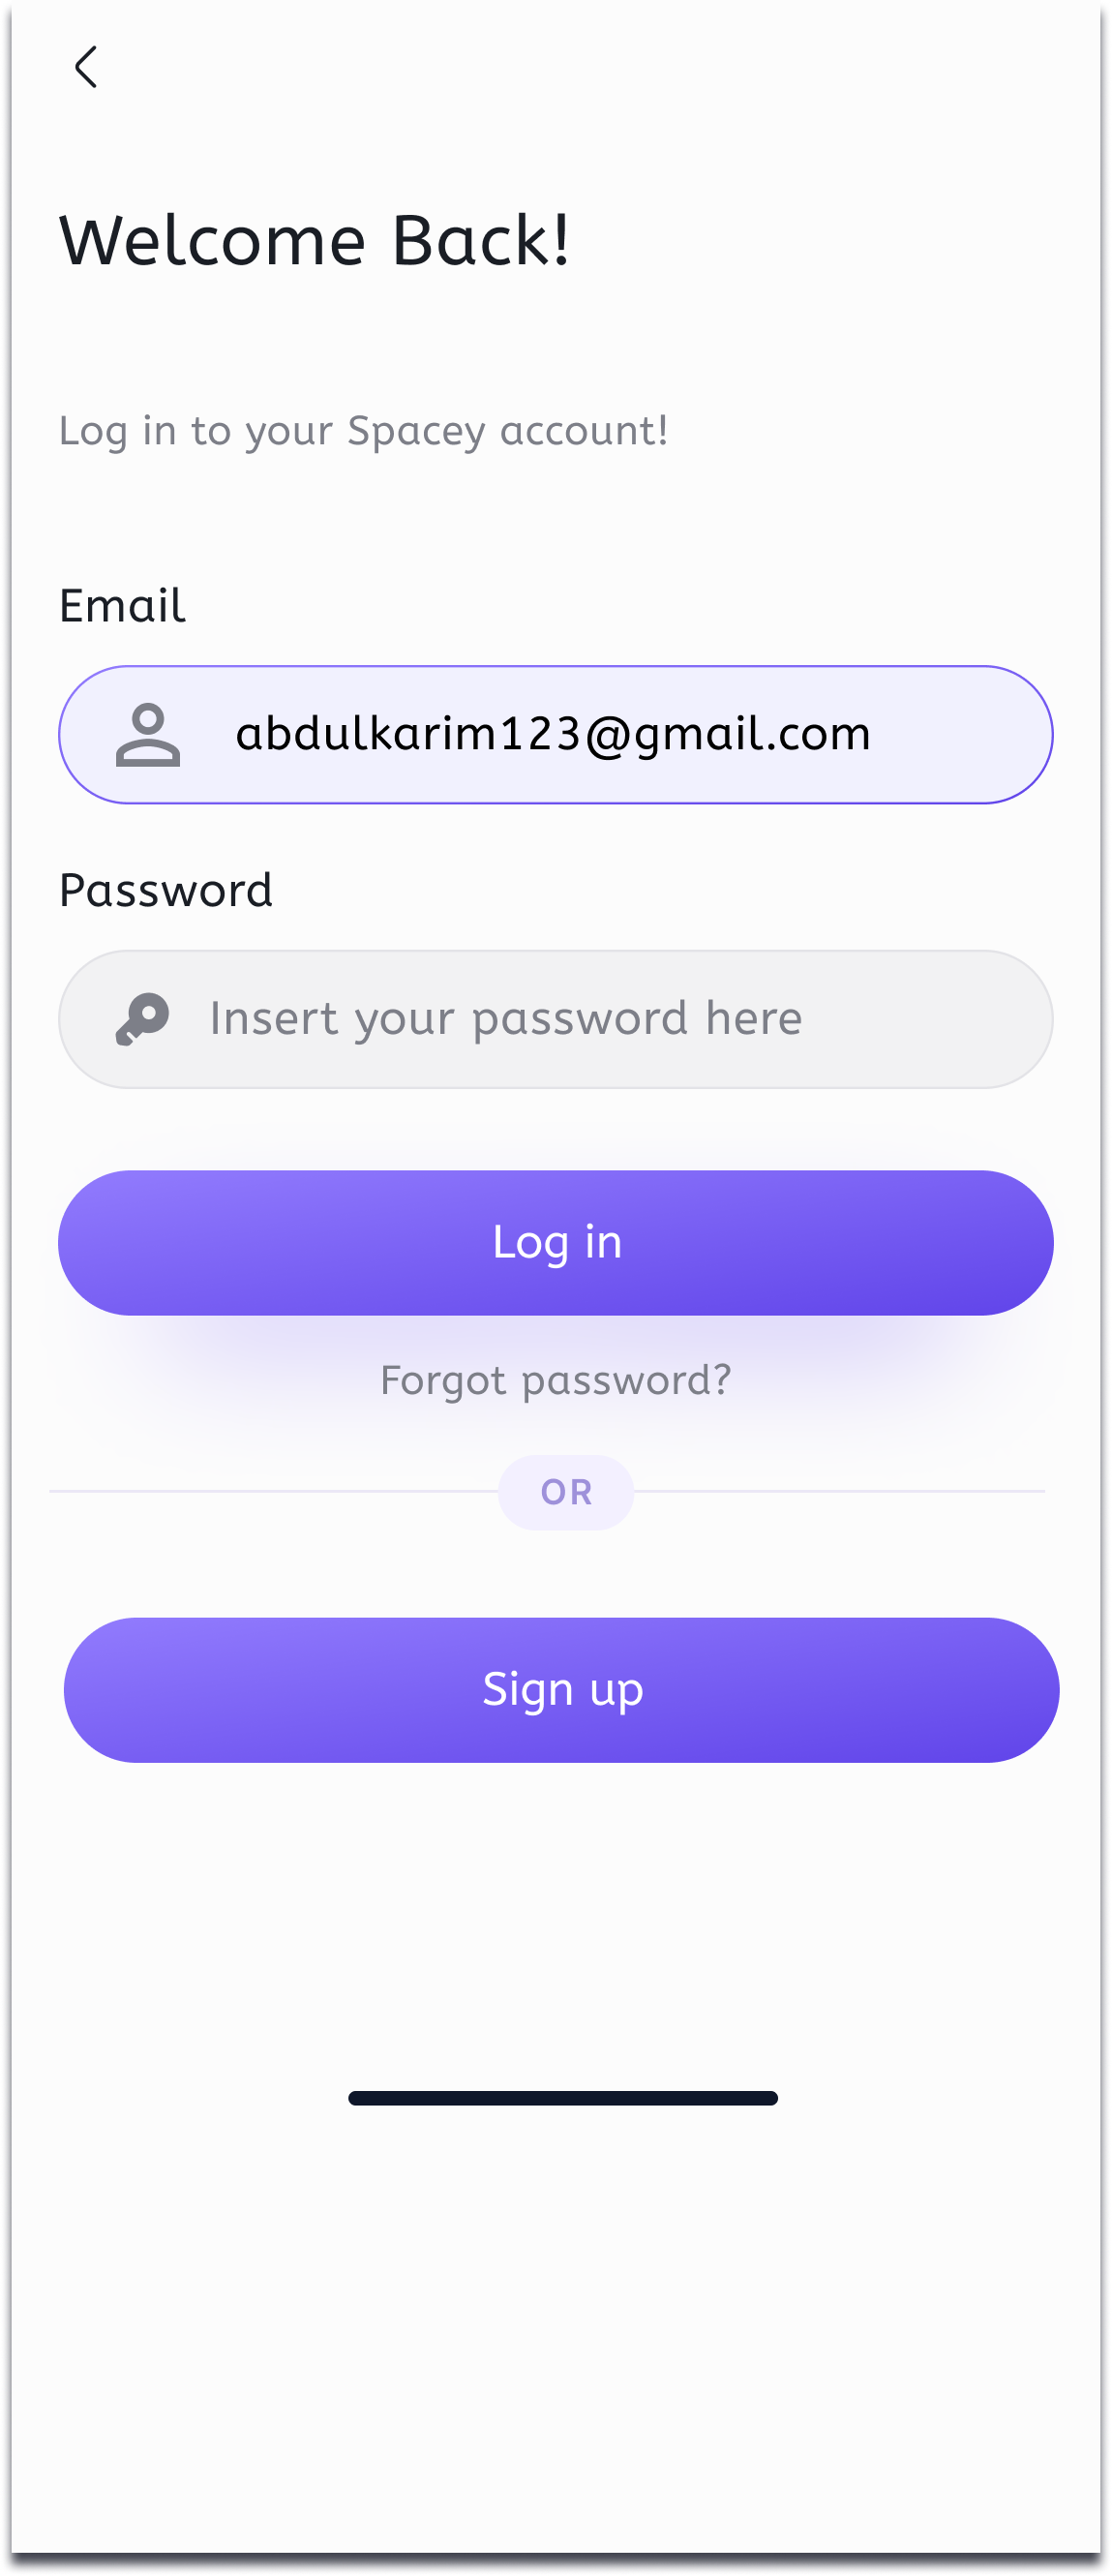 Welcome Back!
Log in to your Spacey account!
Email
abdulkarim123@gmail.com
Password
Insert your password here
Log in
Forgot password?
OR
Sign up